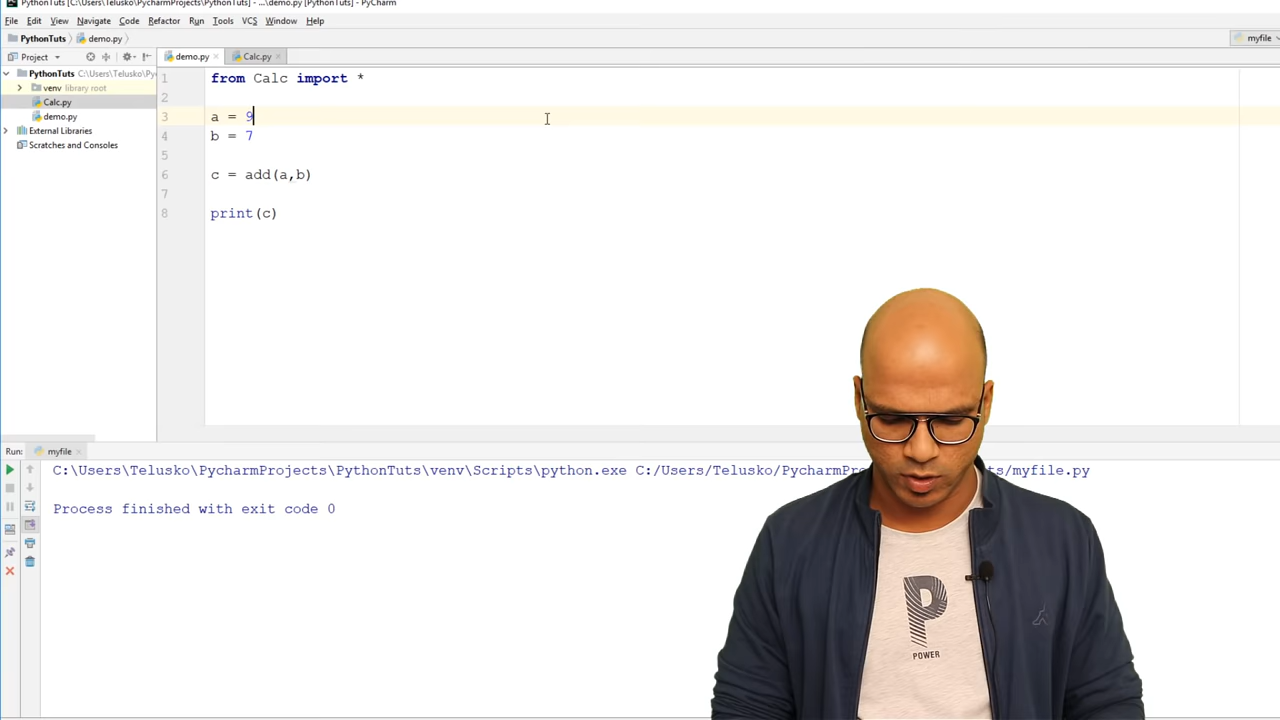 PythonTuts [C:\Users\Telusko\PycharmProjects\PythonTuts] - ...\demo.py [PythonTuts] - PyCharm
File Edit View Navigate Code Refactor Run Tools VCS Window Help
PythonTuts demo.py myfile
Project demo.py Calc.py
PythonTuts C:\Users\Telusko\Py
venv library root
Calc.py
demo.py
External Libraries
Scratches and Consoles
1 from Calc import *
2
3 a = 9
4 b = 7
5
6 c = add(a,b)
7
8 print(c)
Run: myfile
C:\Users\Telusko\PycharmProjects\PythonTuts\venv\Scripts\python.exe C:/Users/Telusko/PycharmPro s/myfile.py
Process finished with exit code 0
P
POWER